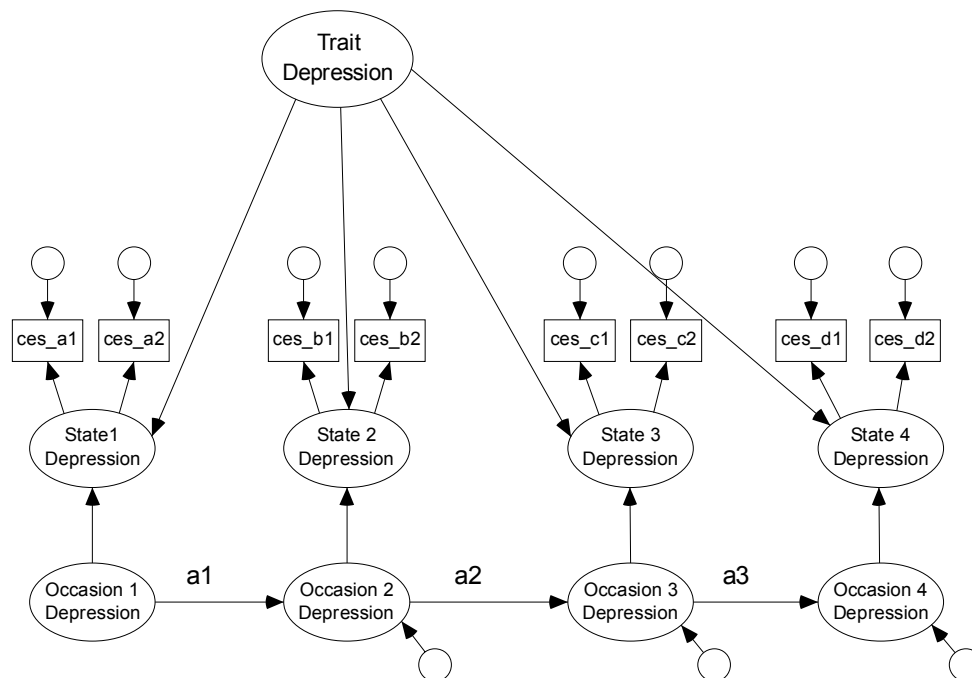 Trait
Depression
ces_a1
ces_a2
ces_b1
ces_b2
ces_c1
ces_c2
ces_d1
ces_d2
State1
Depression
State 2
Depression
State 3
Depression
State 4
Depression
a1
a2
a3
Occasion 1
Depression
Occasion 2
Depression
Occasion 3
Depression
Occasion 4
Depression